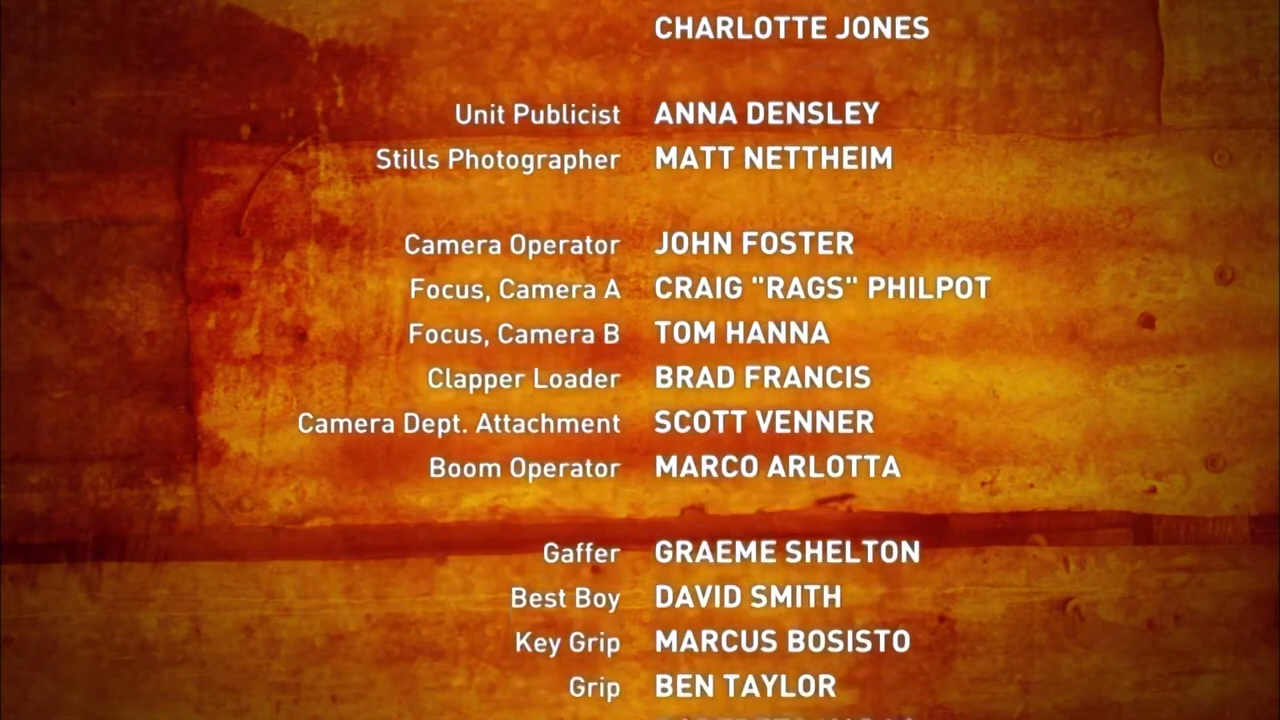 CHARLOTTE JONES
Unit Publicist ANNA DENSLEY
Stills Photographer MATT NETTHEIM
Camera Operator JOHN FOSTER
Focus, Camera A CRAIG "RAGS" PHILPOT
Focus, Camera B TOM HANNA
Clapper Loader BRAD FRANCIS
Camera Dept. Attachment SCOTT VENNER
Boom Operator MARCO ARLOTTA
Gaffer GRAEME SHELTON
Best Boy DAVID SMITH
Key Grip MARCUS BOSISTO
Grip BEN TAYLOR